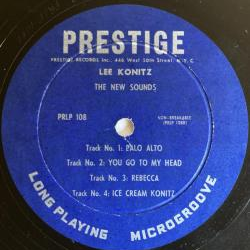 PRESTIGE
PRESTIGE RECORDS Inc., 446 West 50th Street, N. Y. C.
LEE KONITZ
THE NEW SOUNDS
PRLP 108
NON-BREAKABLE
(PRLP 108B)
Track No. 1: PALO ALTO
Track No. 2: YOU GO TO MY HEAD
Track No. 3: REBECCA
Track No. 4: ICE CREAM KONITZ
LONG PLAYING MICROGROOVE